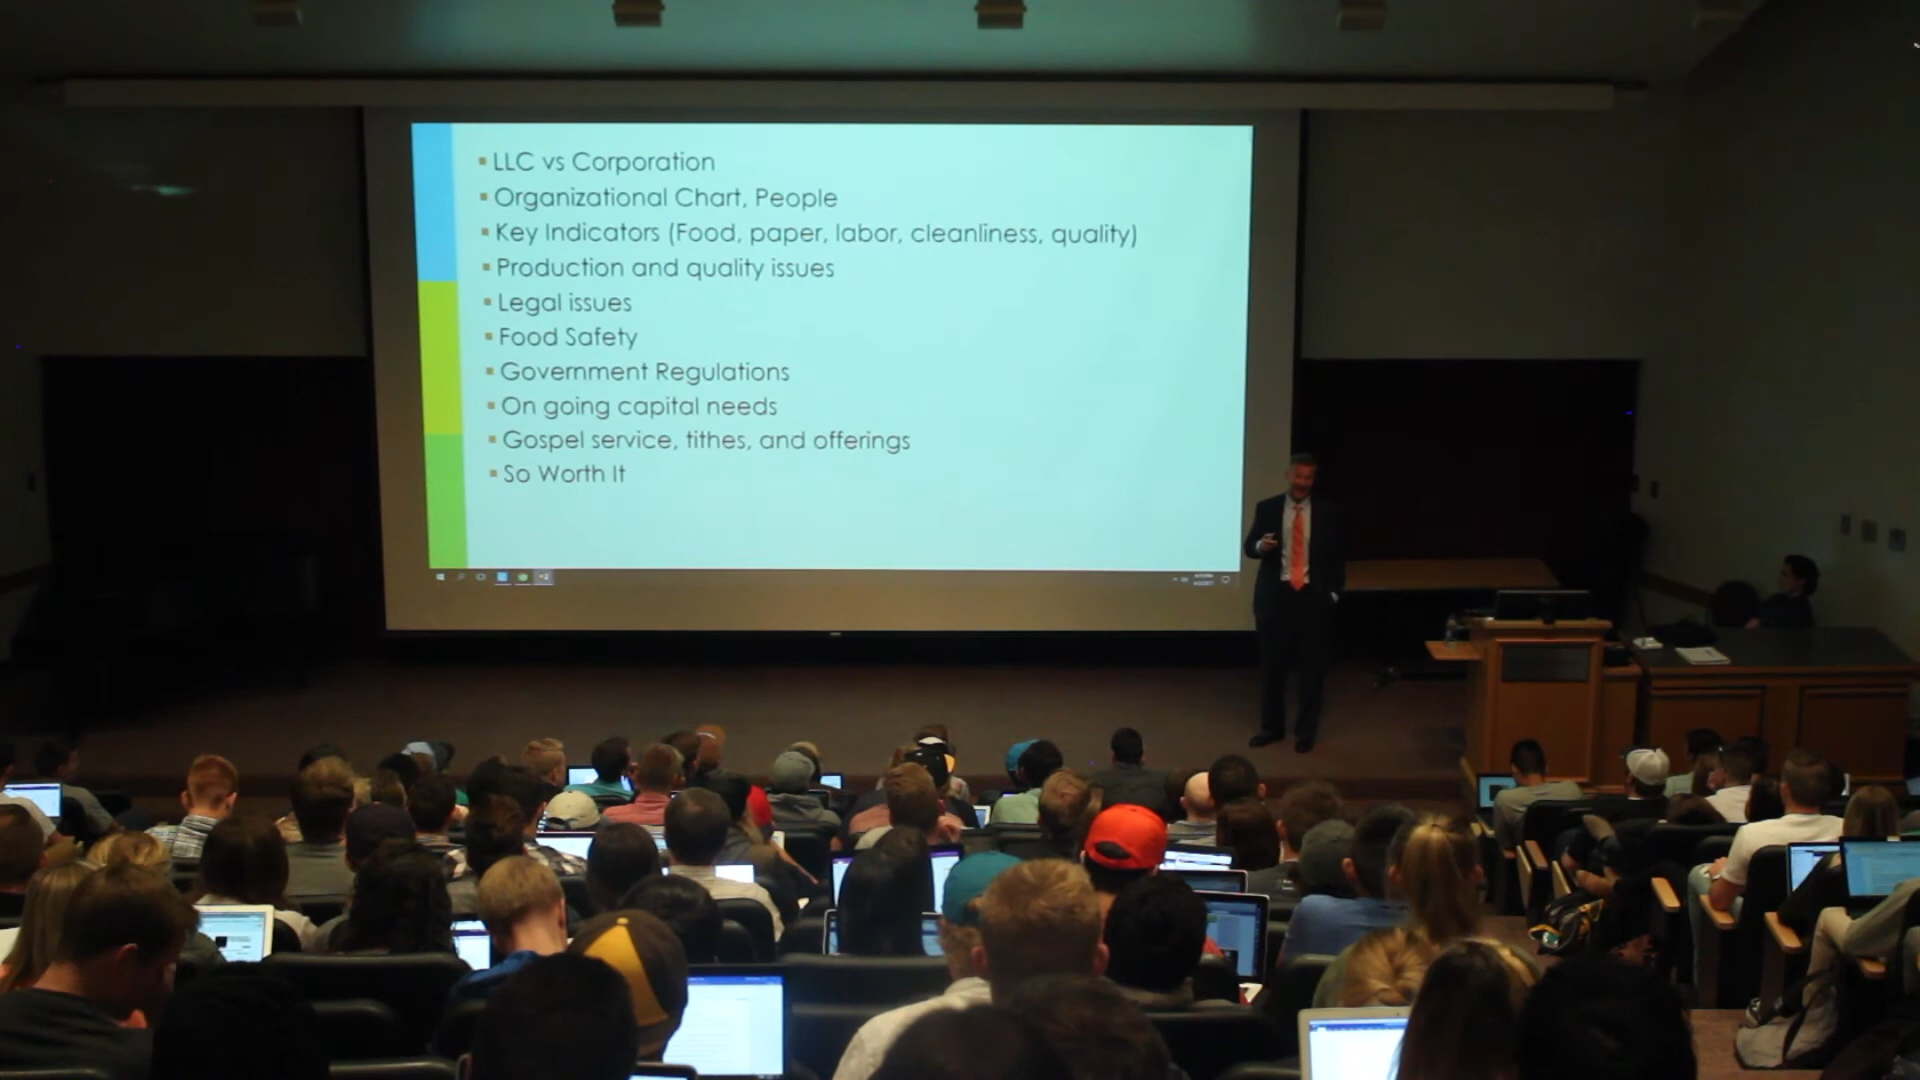 LLC vs Corporation
Organizational Chart, People
Key Indicators (Food, paper, labor, cleanliness, quality)
Production and quality issues
Legal issues
Food Safety
Government Regulations
On going capital needs
Gospel service, tithes, and offerings
So Worth It